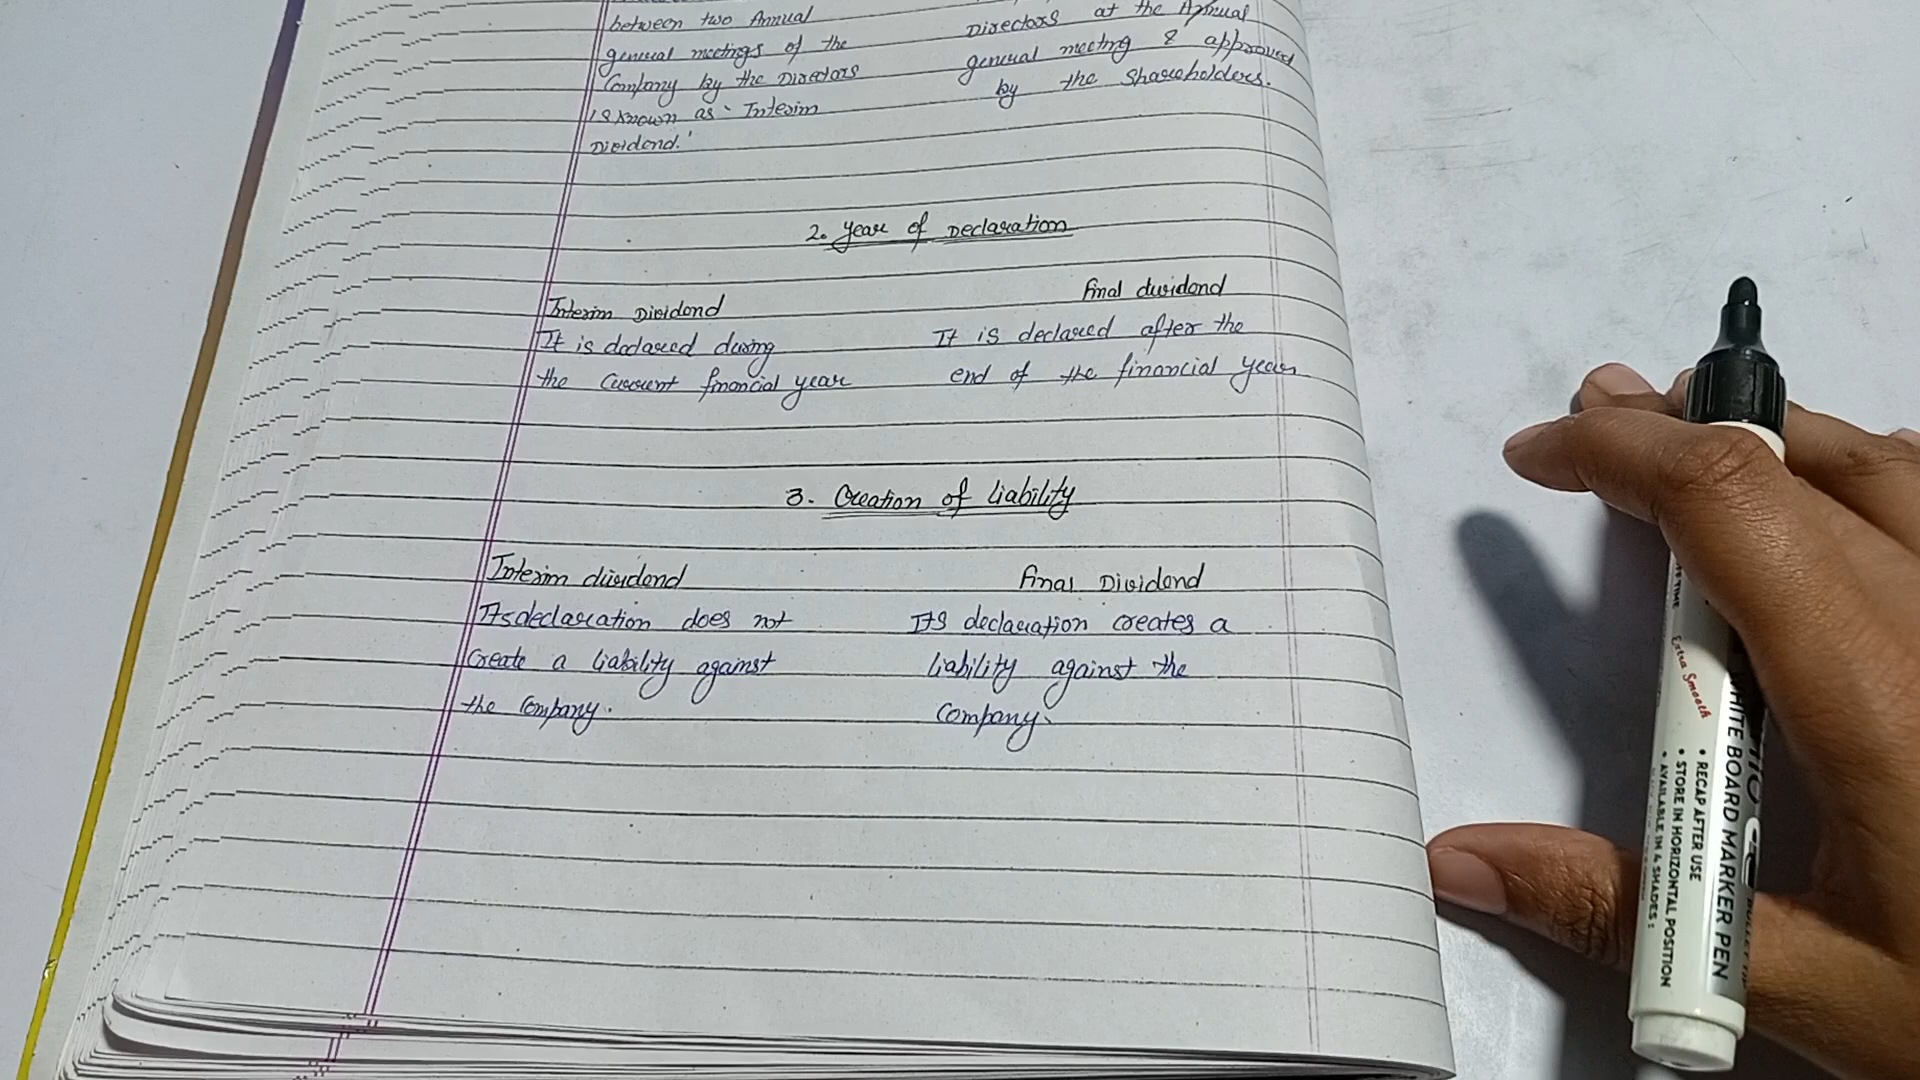 between two Annual
general meetings of the
Company by the Directors
is known as 'Interim
Dividend.'
Directors at the Annual
general meeting & approved
by the Shareholders.
2. Year of Declaration
Interim Dividend
It is declared during
the Current financial year
final dividend
It is declared after the
end of the financial year
3. Creation of liability
Interim dividend
Its declaration does not
Create a liability against
the Company.
final Dividend
Its declaration creates a
liability against the
Company.
Extra Smooth
WHITE BOARD MARKER PEN
• RECAP AFTER USE
• STORE IN HORIZONTAL POSITION
• AVAILABLE IN 4 SHADES :